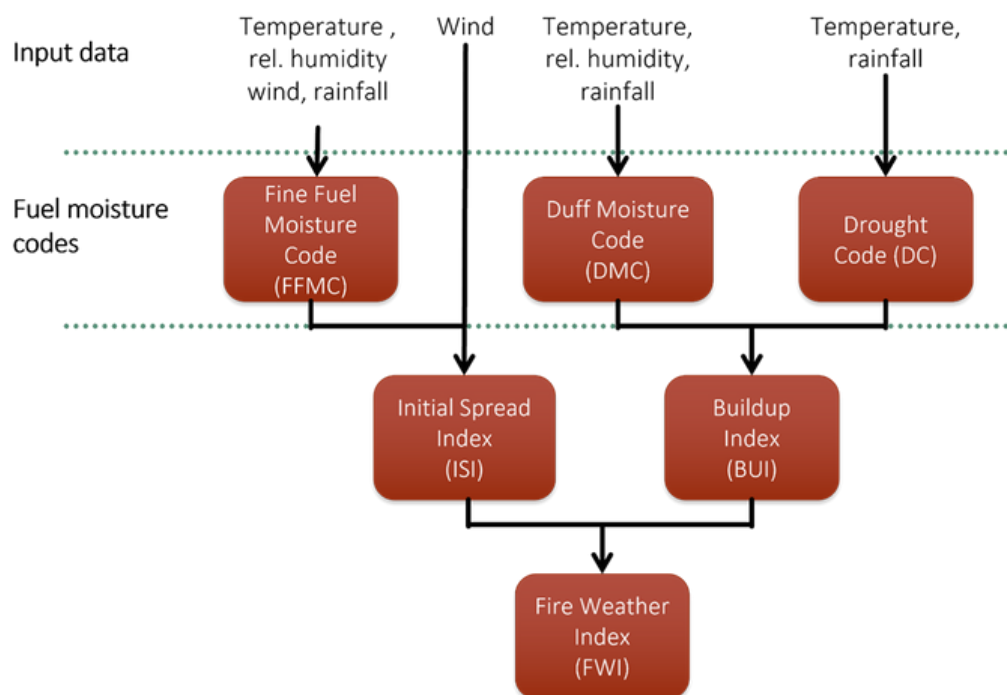 Input data
Temperature ,
rel. humidity
wind, rainfall
Wind
Temperature,
rel. humidity,
rainfall
Temperature,
rainfall
Fuel moisture
codes
Fine Fuel
Moisture
Code
(FFMC)
Duff Moisture
Code
(DMC)
Drought
Code (DC)
Initial Spread
Index
(ISI)
Buildup
Index
(BUI)
Fire Weather
Index
(FWI)